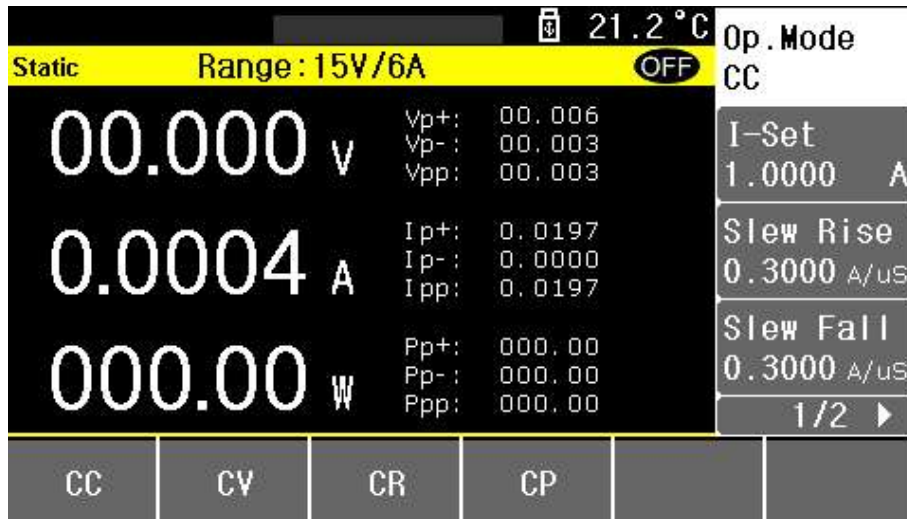 21.2°C
Static Range:15V/6A OFF
00.000 V
Vp+: 00.006
Vp-: 00.003
Vpp: 00.003
0.0004 A
Ip+: 0.0197
Ip-: 0.0000
Ipp: 0.0197
000.00 W
Pp+: 000.00
Pp-: 000.00
Ppp: 000.00
Op.Mode
CC
I-Set
1.0000 A
Slew Rise
0.3000 A/uS
Slew Fall
0.3000 A/uS
1/2 ▶
CC CV CR CP